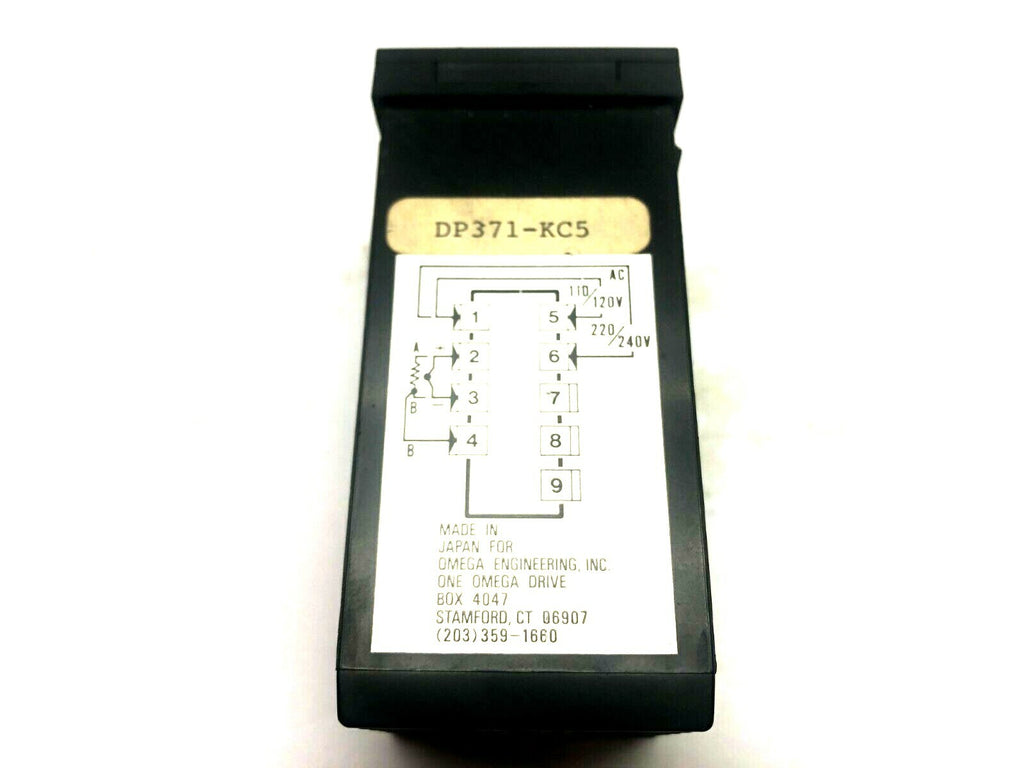 DP371-KC5
AC
110/120V
1 5
220/240V
A +
2 6
3 7
B −
4 8
B
9
MADE IN
JAPAN FOR
OMEGA ENGINEERING, INC.
ONE OMEGA DRIVE
BOX 4047
STAMFORD, CT 06907
(203) 359-1660